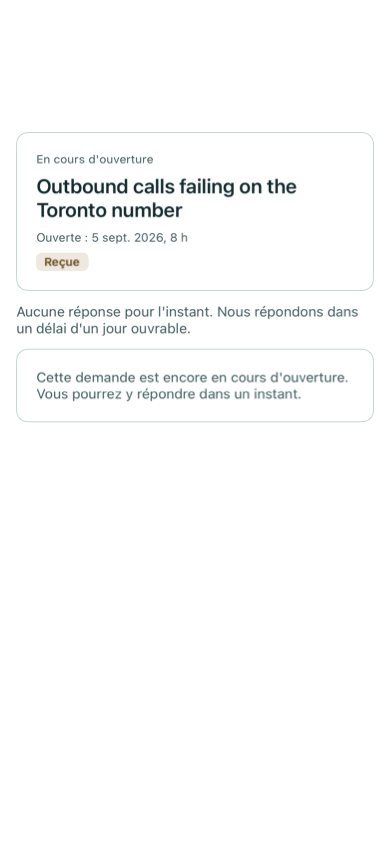 En cours d'ouverture
Outbound calls failing on the
Toronto number
Ouverte : 5 sept. 2026, 8 h
Reçue
Aucune réponse pour l'instant. Nous répondons dans
un délai d'un jour ouvrable.
Cette demande est encore en cours d'ouverture.
Vous pourrez y répondre dans un instant.